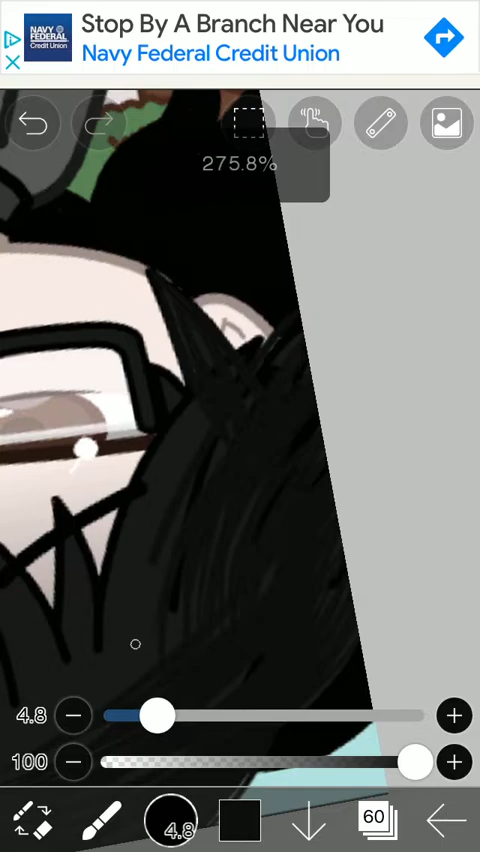 Stop By A Branch Near You
NAVY
FEDERAL
Credit Union
Navy Federal Credit Union
275.8%
4.8
100
4.8
60